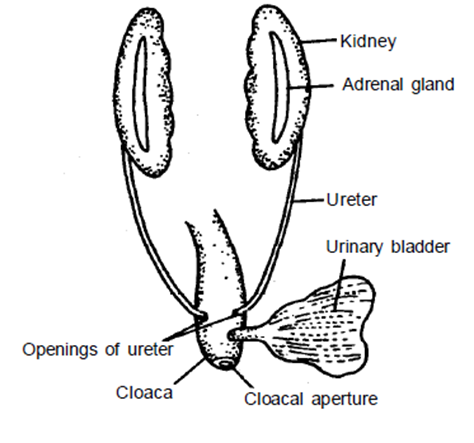 Kidney
Adrenal gland
Ureter
Urinary bladder
Openings of ureter
Cloaca
Cloacal aperture